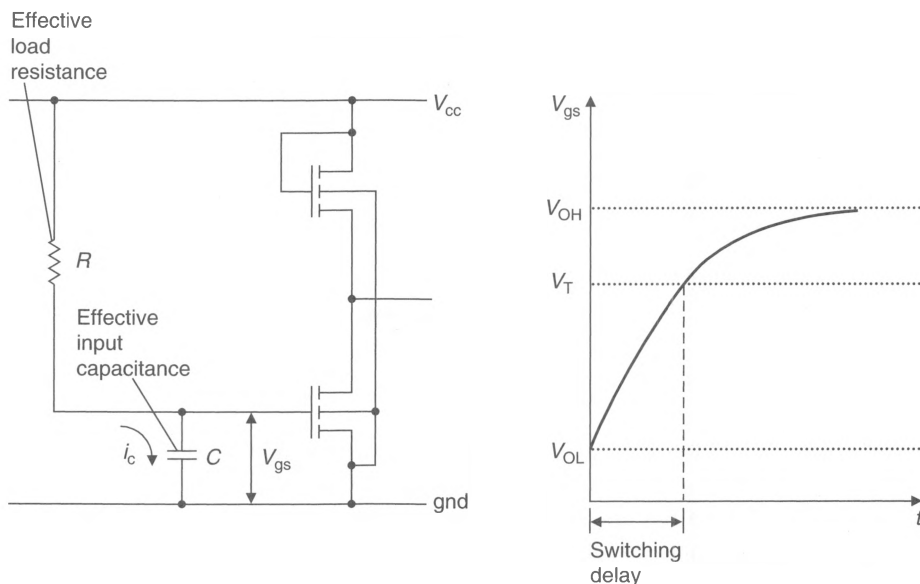 Effective
load
resistance
V_cc
R
Effective
input
capacitance
i_c
C
V_gs
gnd
V_gs
V_OH
V_T
V_OL
t
Switching
delay